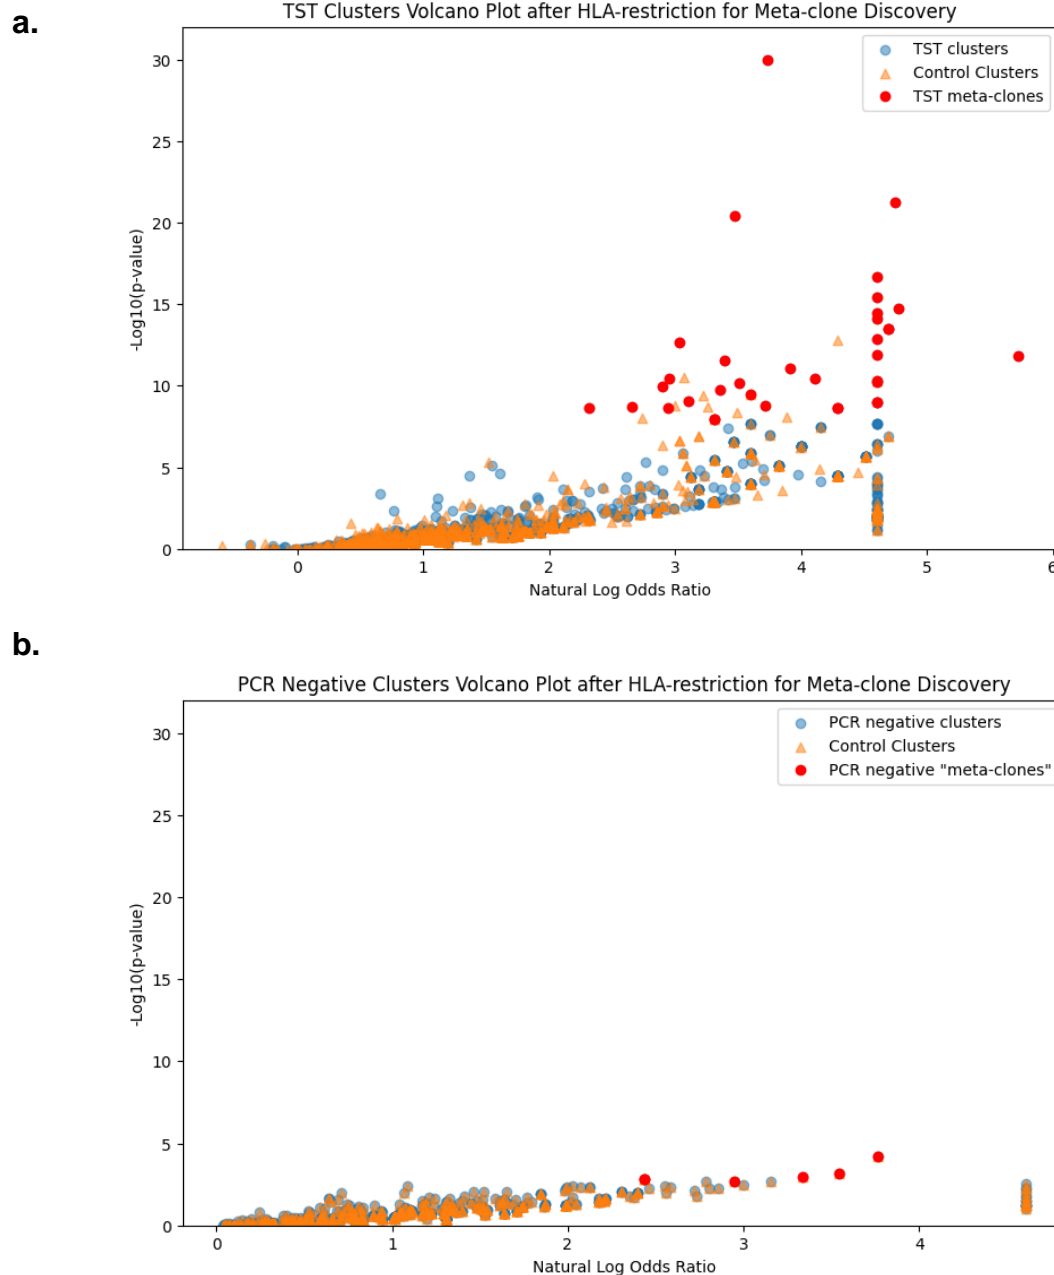 a.
TST Clusters Volcano Plot after HLA-restriction for Meta-clone Discovery
TST clusters
Control Clusters
TST meta-clones
30
25
20
15
10
5
0
-Log10(p-value)
0 1 2 3 4 5 6
Natural Log Odds Ratio
b.
PCR Negative Clusters Volcano Plot after HLA-restriction for Meta-clone Discovery
PCR negative clusters
Control Clusters
PCR negative "meta-clones"
30
25
20
15
10
5
0
-Log10(p-value)
0 1 2 3 4
Natural Log Odds Ratio